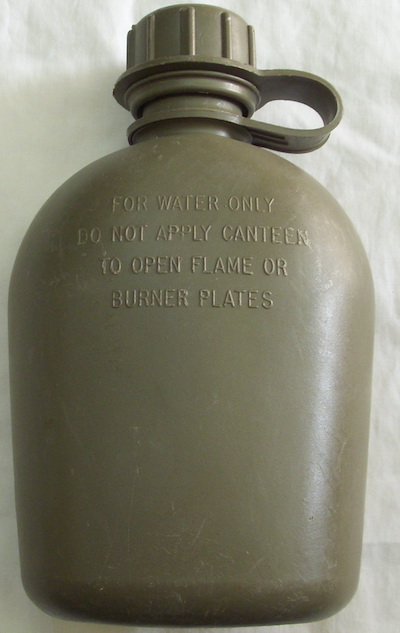 FOR WATER ONLY
DO NOT APPLY CANTEEN
TO OPEN FLAME OR
BURNER PLATES